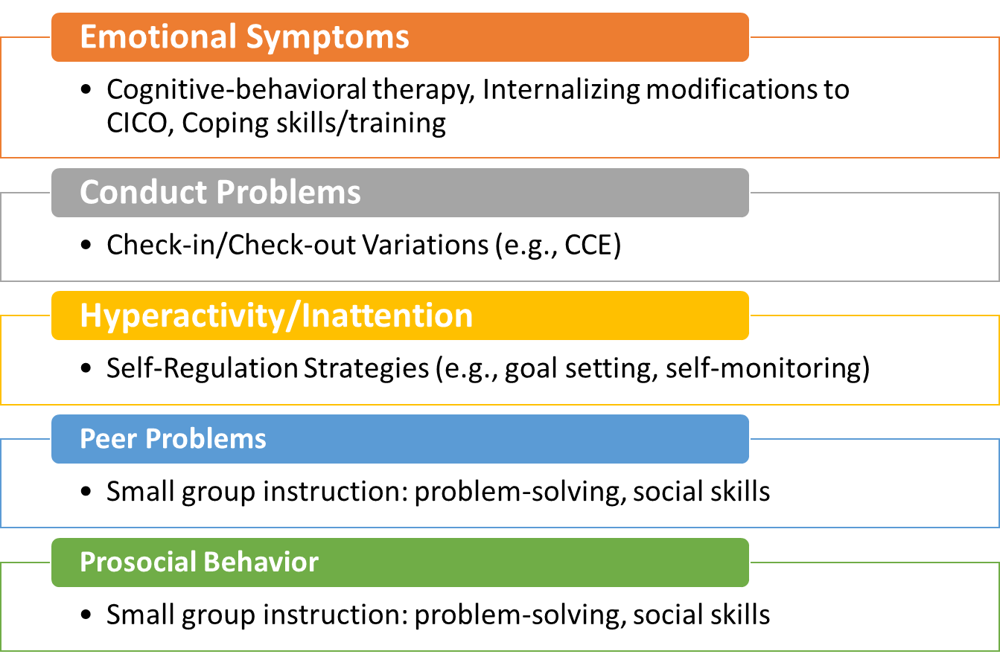 Emotional Symptoms
• Cognitive-behavioral therapy, Internalizing modifications to
CICO, Coping skills/training
Conduct Problems
• Check-in/Check-out Variations (e.g., CCE)
Hyperactivity/Inattention
• Self-Regulation Strategies (e.g., goal setting, self-monitoring)
Peer Problems
• Small group instruction: problem-solving, social skills
Prosocial Behavior
• Small group instruction: problem-solving, social skills